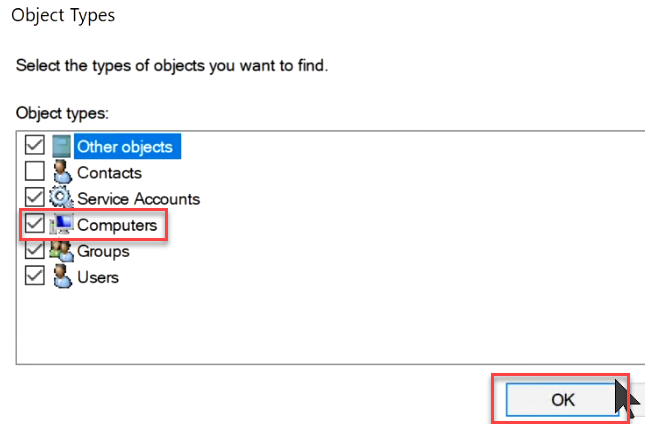 Object Types
Select the types of objects you want to find.
Object types:
Other objects
Contacts
Service Accounts
Computers
Groups
Users
OK